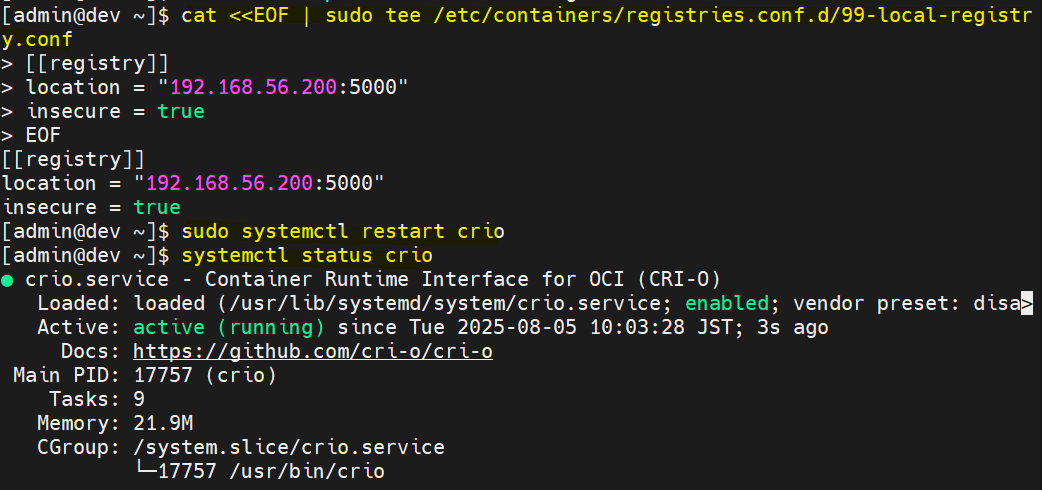 [admin@dev ~]$ cat <<EOF | sudo tee /etc/containers/registries.conf.d/99-local-registr
y.conf
> [[registry]]
> location = "192.168.56.200:5000"
> insecure = true
> EOF
[[registry]]
location = "192.168.56.200:5000"
insecure = true
[admin@dev ~]$ sudo systemctl restart crio
[admin@dev ~]$ systemctl status crio
● crio.service - Container Runtime Interface for OCI (CRI-O)
   Loaded: loaded (/usr/lib/systemd/system/crio.service; enabled; vendor preset: disa>
   Active: active (running) since Tue 2025-08-05 10:03:28 JST; 3s ago
     Docs: https://github.com/cri-o/cri-o
 Main PID: 17757 (crio)
    Tasks: 9
   Memory: 21.9M
   CGroup: /system.slice/crio.service
           └─17757 /usr/bin/crio